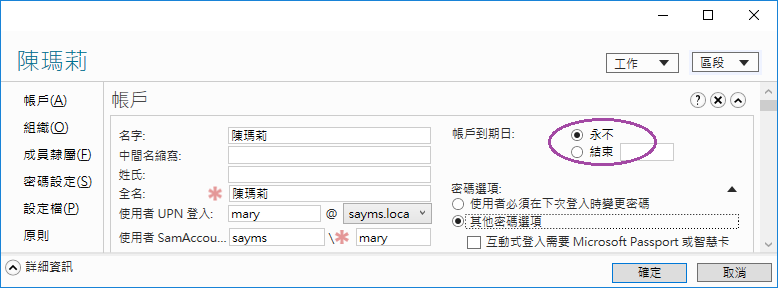 陳瑪莉
工作 區段
帳戶(A)
組織(O)
成員隸屬(F)
密碼設定(S)
設定檔(P)
原則
帳戶
名字: 陳瑪莉
中間名縮寫:
姓氏:
全名: * 陳瑪莉
使用者 UPN 登入: mary @ sayms.loca
使用者 SamAccou... sayms \ * mary
帳戶到期日: 永不
結束
密碼選項:
使用者必須在下次登入時變更密碼
其他密碼選項
互動式登入需要 Microsoft Passport 或智慧卡
詳細資訊
確定 取消